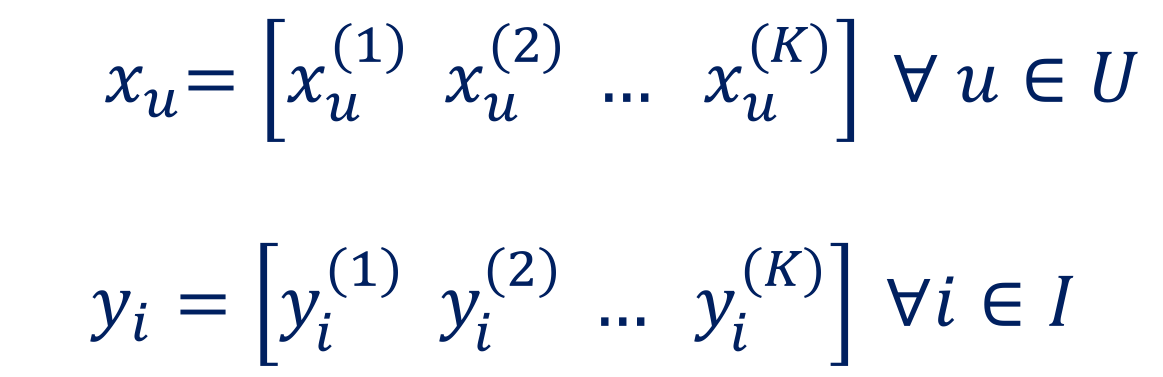 x_u = [x_u^(1) x_u^(2) … x_u^(K)] ∀ u ∈ U
y_i = [y_i^(1) y_i^(2) … y_i^(K)] ∀i ∈ I